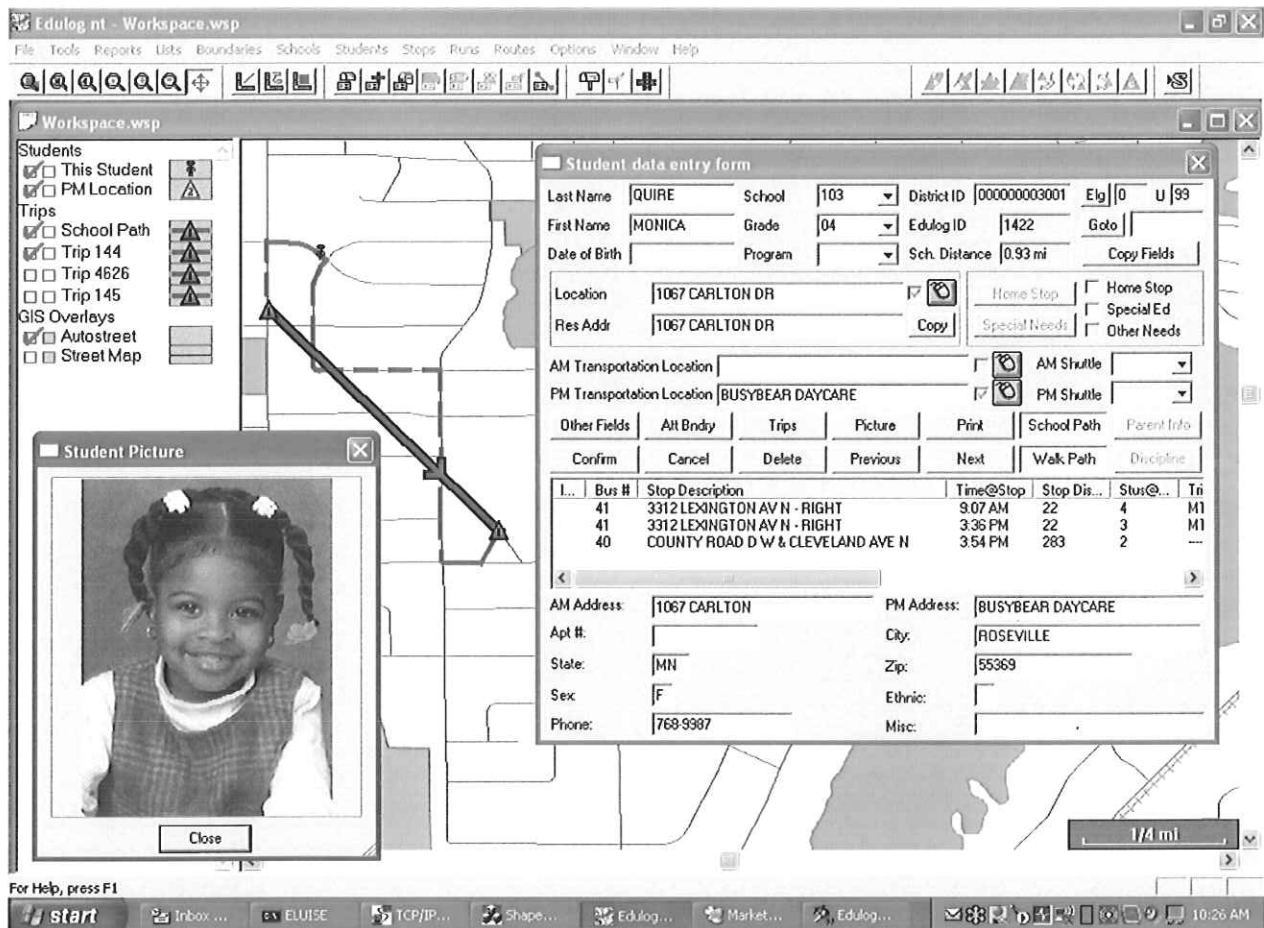 Edulog nt - Workspace.wsp
File Tools Reports Lists Boundaries Schools Students Stops Runs Routes Options Window Help
Workspace.wsp
Students
This Student
PM Location
Trips
School Path
Trip 144
Trip 4626
Trip 145
GIS Overlays
Autostreet
Street Map
Student data entry form
Last Name QUIRE School 103 District ID 000000003001 Elg 0 U 99
First Name MONICA Grade 04 Edulog ID 1422 Goto
Date of Birth Program Sch. Distance 0.93 mi Copy Fields
Location 1067 CARLTON DR Home Stop Home Stop
Special Ed
Res Addr 1067 CARLTON DR Copy Special Needs Other Needs
AM Transportation Location AM Shuttle
PM Transportation Location BUSYBEAR DAYCARE PM Shuttle
Other Fields Att Bndry Trips Picture Print School Path Parent Info
Confirm Cancel Delete Previous Next Walk Path Discipline
I... Bus # Stop Description Time@Stop Stop Dis... Stus@... Tri
41 3312 LEXINGTON AV N - RIGHT 9:07 AM 22 4 M1
41 3312 LEXINGTON AV N - RIGHT 3:36 PM 22 3 M1
40 COUNTY ROAD D W & CLEVELAND AVE N 3:54 PM 283 2 ---
AM Address: 1067 CARLTON PM Address: BUSYBEAR DAYCARE
Apt #: City: ROSEVILLE
State: MN Zip: 55369
Sex: F Ethnic:
Phone: 768-9987 Misc:
Student Picture
Close
1/4 mi
For Help, press F1
start Inbox ... ELUISE TCP/IP... Shape... Edulog... Market... Edulog... 10:26 AM